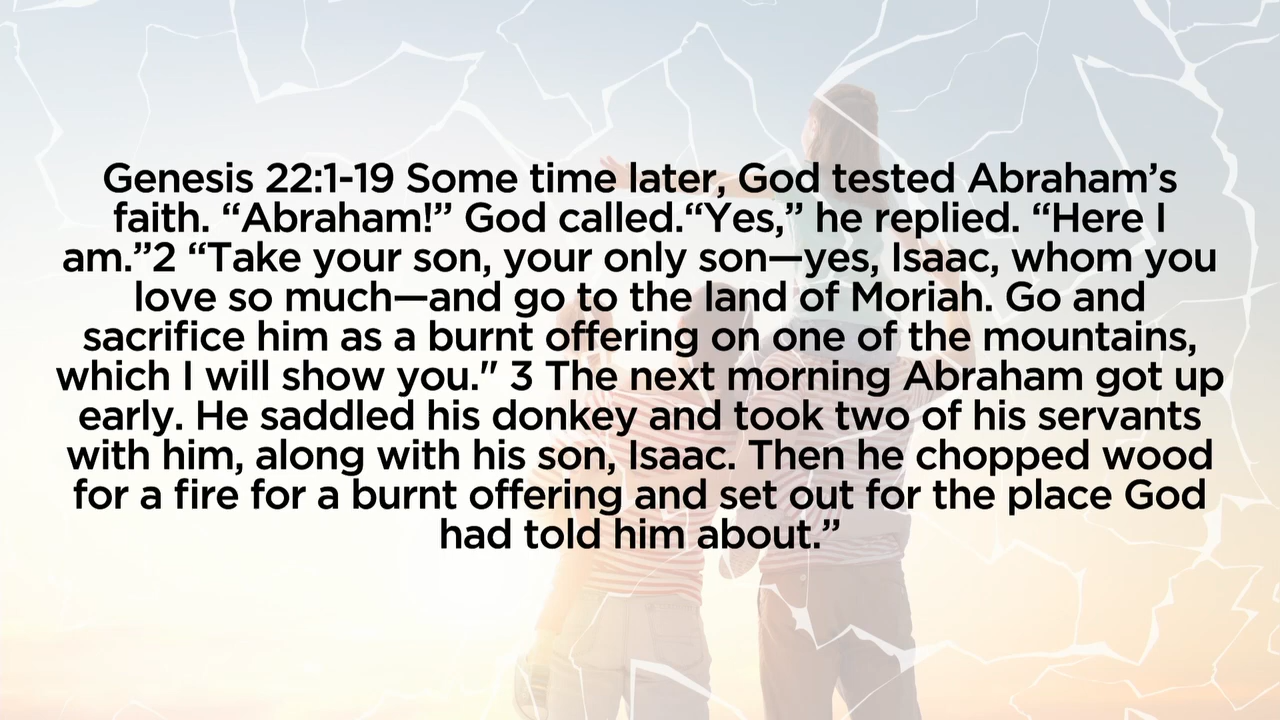 Genesis 22:1-19 Some time later, God tested Abraham’s
faith. “Abraham!” God called.“Yes,” he replied. “Here I
am.”2 “Take your son, your only son—yes, Isaac, whom you
love so much—and go to the land of Moriah. Go and
sacrifice him as a burnt offering on one of the mountains,
which I will show you." 3 The next morning Abraham got up
early. He saddled his donkey and took two of his servants
with him, along with his son, Isaac. Then he chopped wood
for a fire for a burnt offering and set out for the place God
had told him about.”